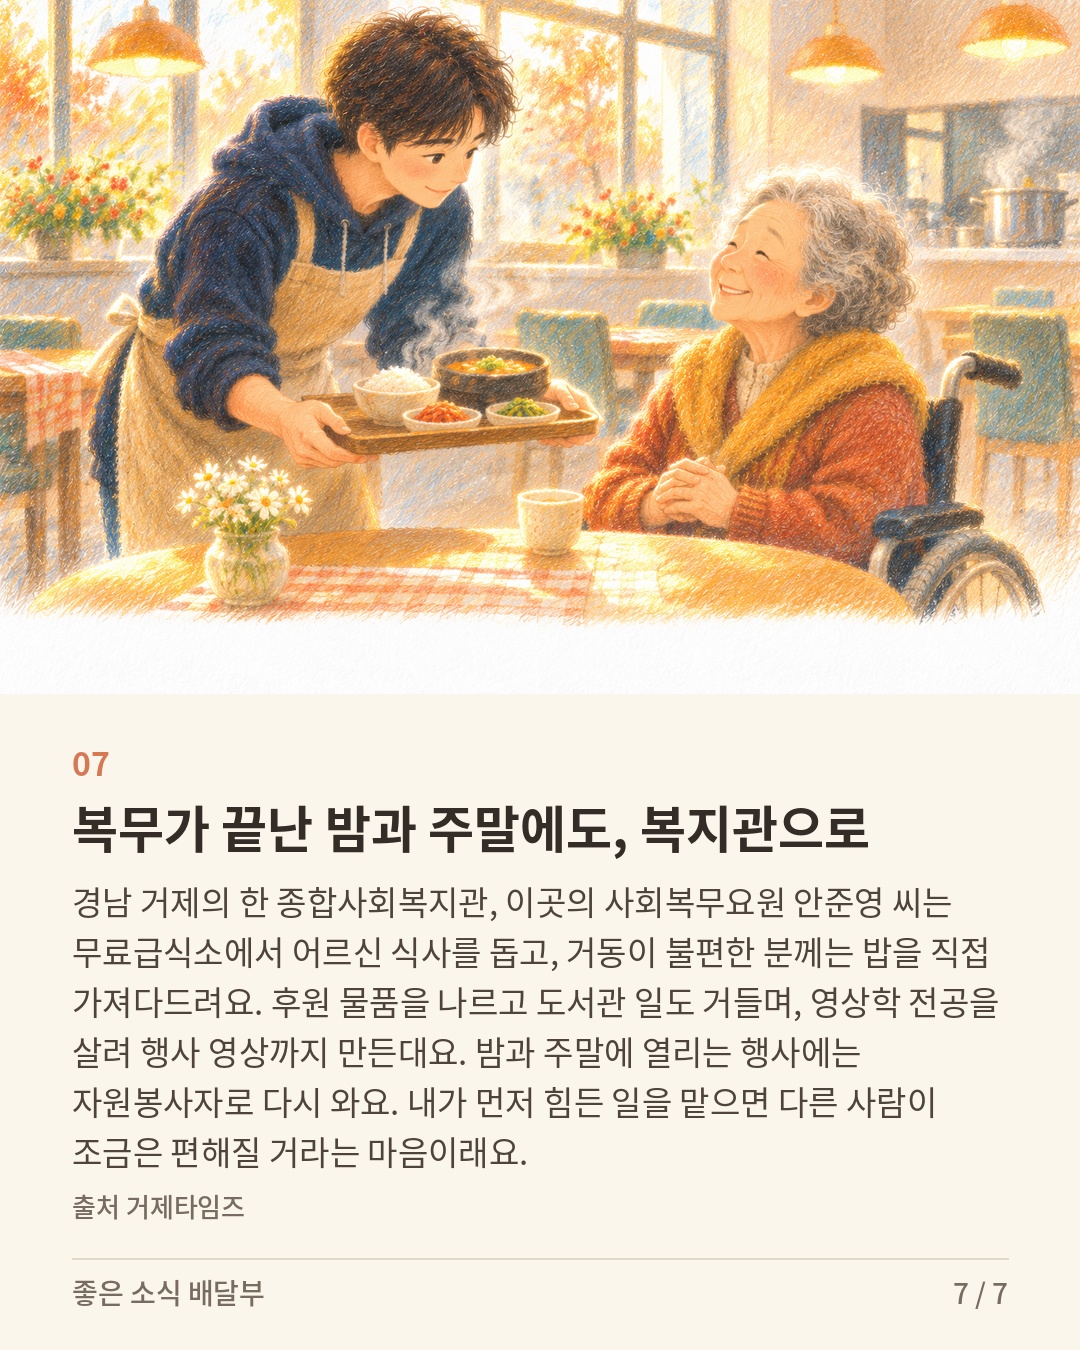 07
복무가 끝난 밤과 주말에도, 복지관으로
경남 거제의 한 종합사회복지관, 이곳의 사회복무요원 안준영 씨는
무료급식소에서 어르신 식사를 돕고, 거동이 불편한 분께는 밥을 직접
가져다드려요. 후원 물품을 나르고 도서관 일도 거들며, 영상학 전공을
살려 행사 영상까지 만든대요. 밤과 주말에 열리는 행사에는
자원봉사자로 다시 와요. 내가 먼저 힘든 일을 맡으면 다른 사람이
조금은 편해질 거라는 마음이래요.
출처 거제타임즈
좋은 소식 배달부
7 / 7